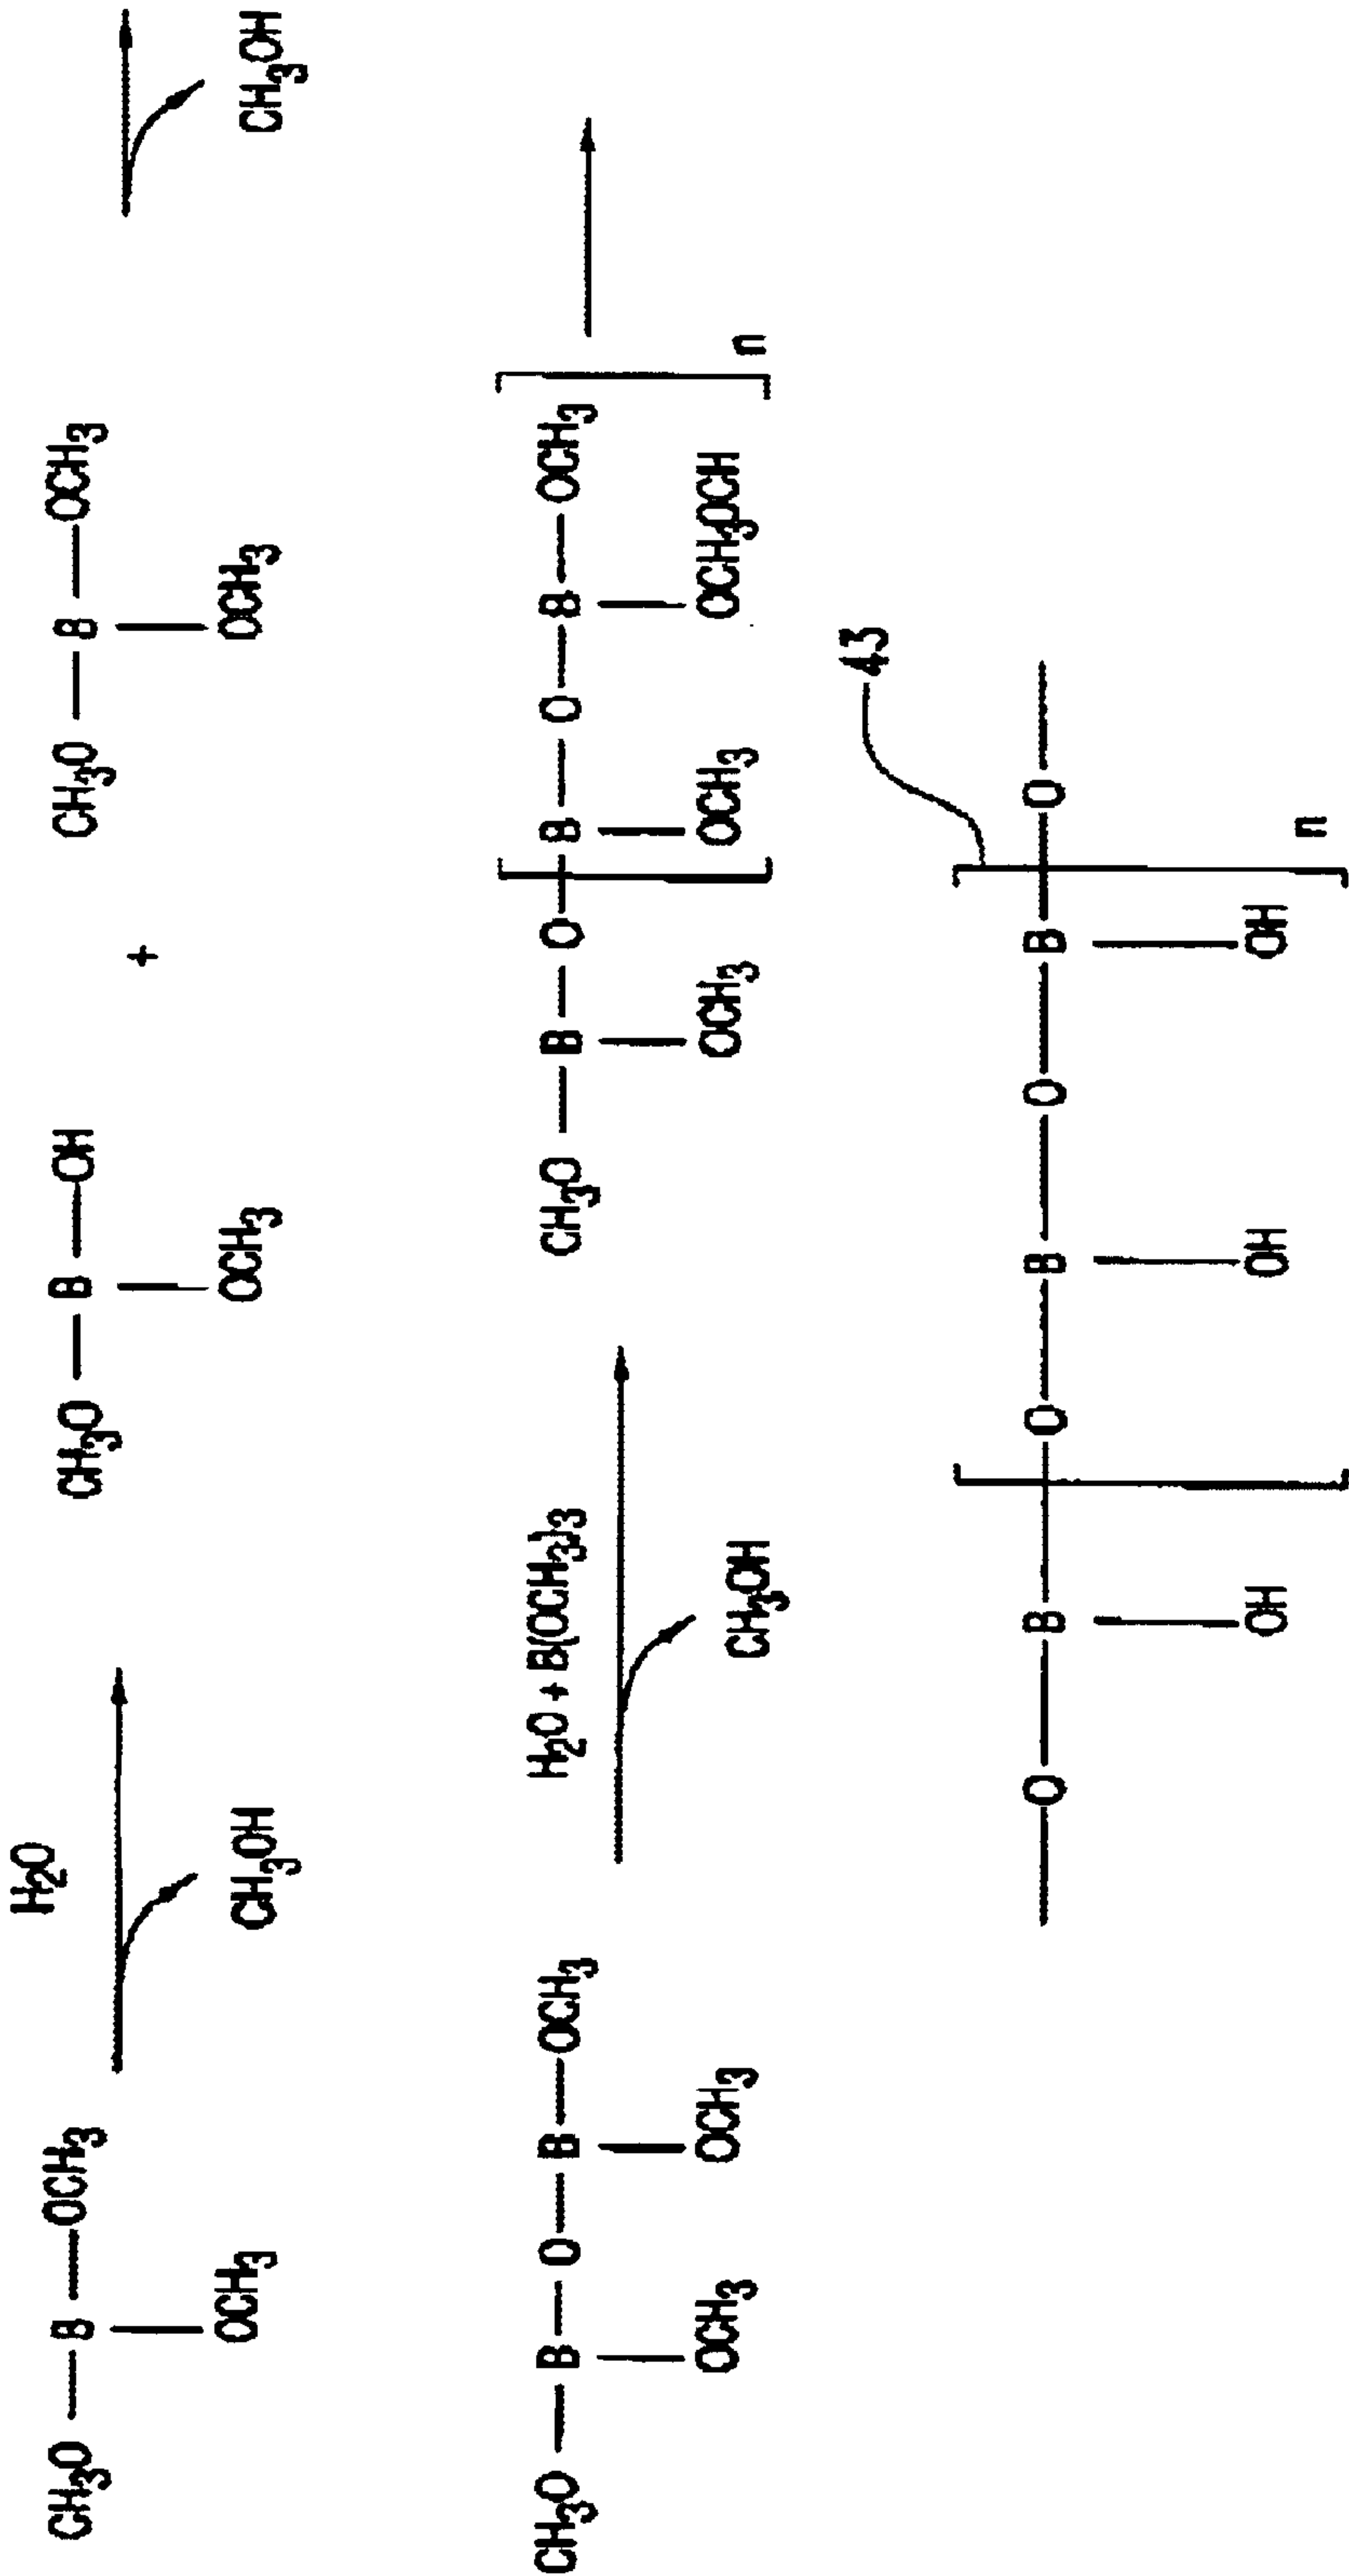 H2O
CH3O — B — OCH3
OCH3
CH3OH
CH3O — B — OH
OCH3
+
CH3O — B — OCH3
OCH3
CH3OH
CH3O — B — O — B — OCH3
OCH3 OCH3
H2O + B(OCH3)3
CH3OH
CH3O — B — O [ B — O — B — OCH3 ] n
OCH3 OCH3 OCH3OCH
43
— O — B [ O — B — O — B ] O —
OH OH OH n